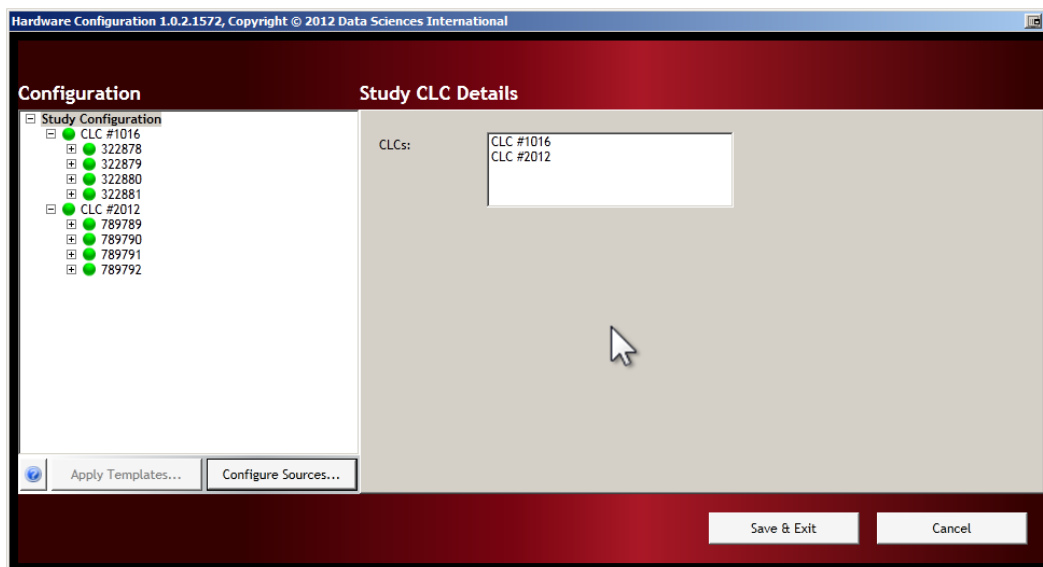 Hardware Configuration 1.0.2.1572, Copyright © 2012 Data Sciences International
Configuration
Study Configuration
CLC #1016
322878
322879
322880
322881
CLC #2012
789789
789790
789791
789792
Apply Templates...
Configure Sources...
Study CLC Details
CLCs:
CLC #1016
CLC #2012
Save & Exit
Cancel